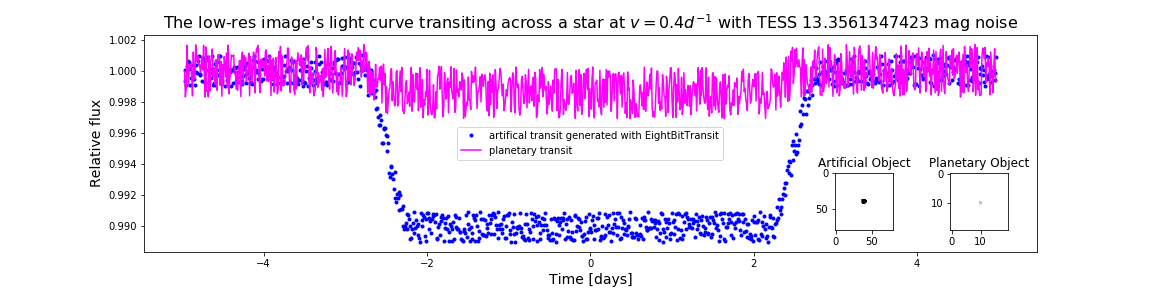 The low-res image's light curve transiting across a star at v = 0.4d⁻¹ with TESS 13.3561347423 mag noise
Relative flux
1.002
1.000
0.998
0.996
0.994
0.992
0.990
artifical transit generated with EightBitTransit
planetary transit
Artificial Object
0
50
0 50
Planetary Object
0
10
0 10
−4 −2 0 2 4
Time [days]